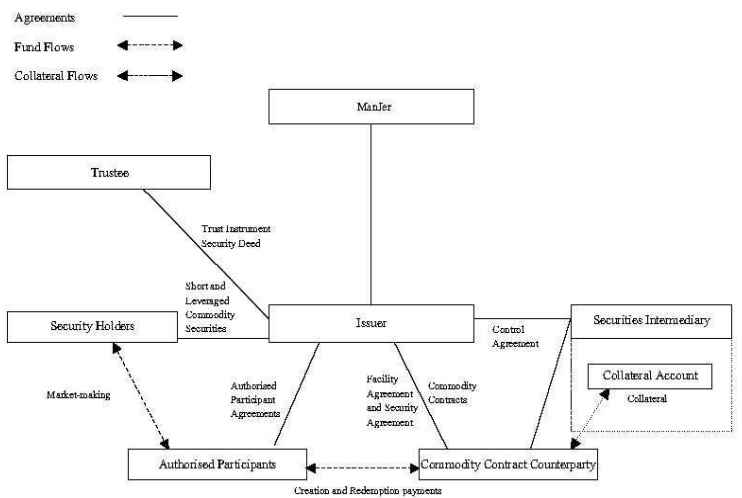 Agreements
Fund Flows
Collateral Flows
ManJer
Trustee
Trust Instrument
Security Deed
Short and
Leveraged
Commodity
Securities
Security Holders
Issuer
Securities Intermediary
Control
Agreement
Collateral Account
Collateral
Market-making
Authorised
Participant
Agreements
Facility
Agreement
and Security
Agreement
Commodity
Contracts
Authorised Participants
Commodity Contract Counterparty
Creation and Redemption payments